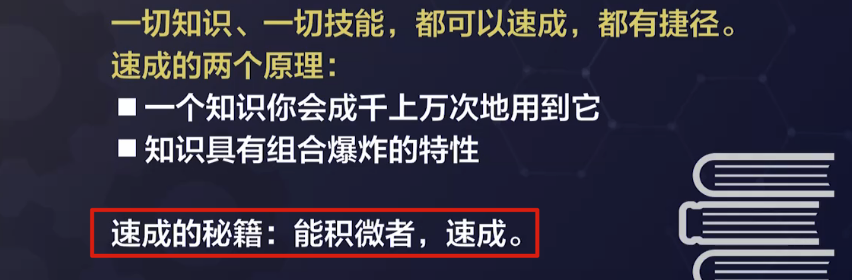 一切知识、一切技能，都可以速成，都有捷径。
速成的两个原理：
■ 一个知识你会成千上万次地用到它
■ 知识具有组合爆炸的特性
速成的秘籍：能积微者，速成。